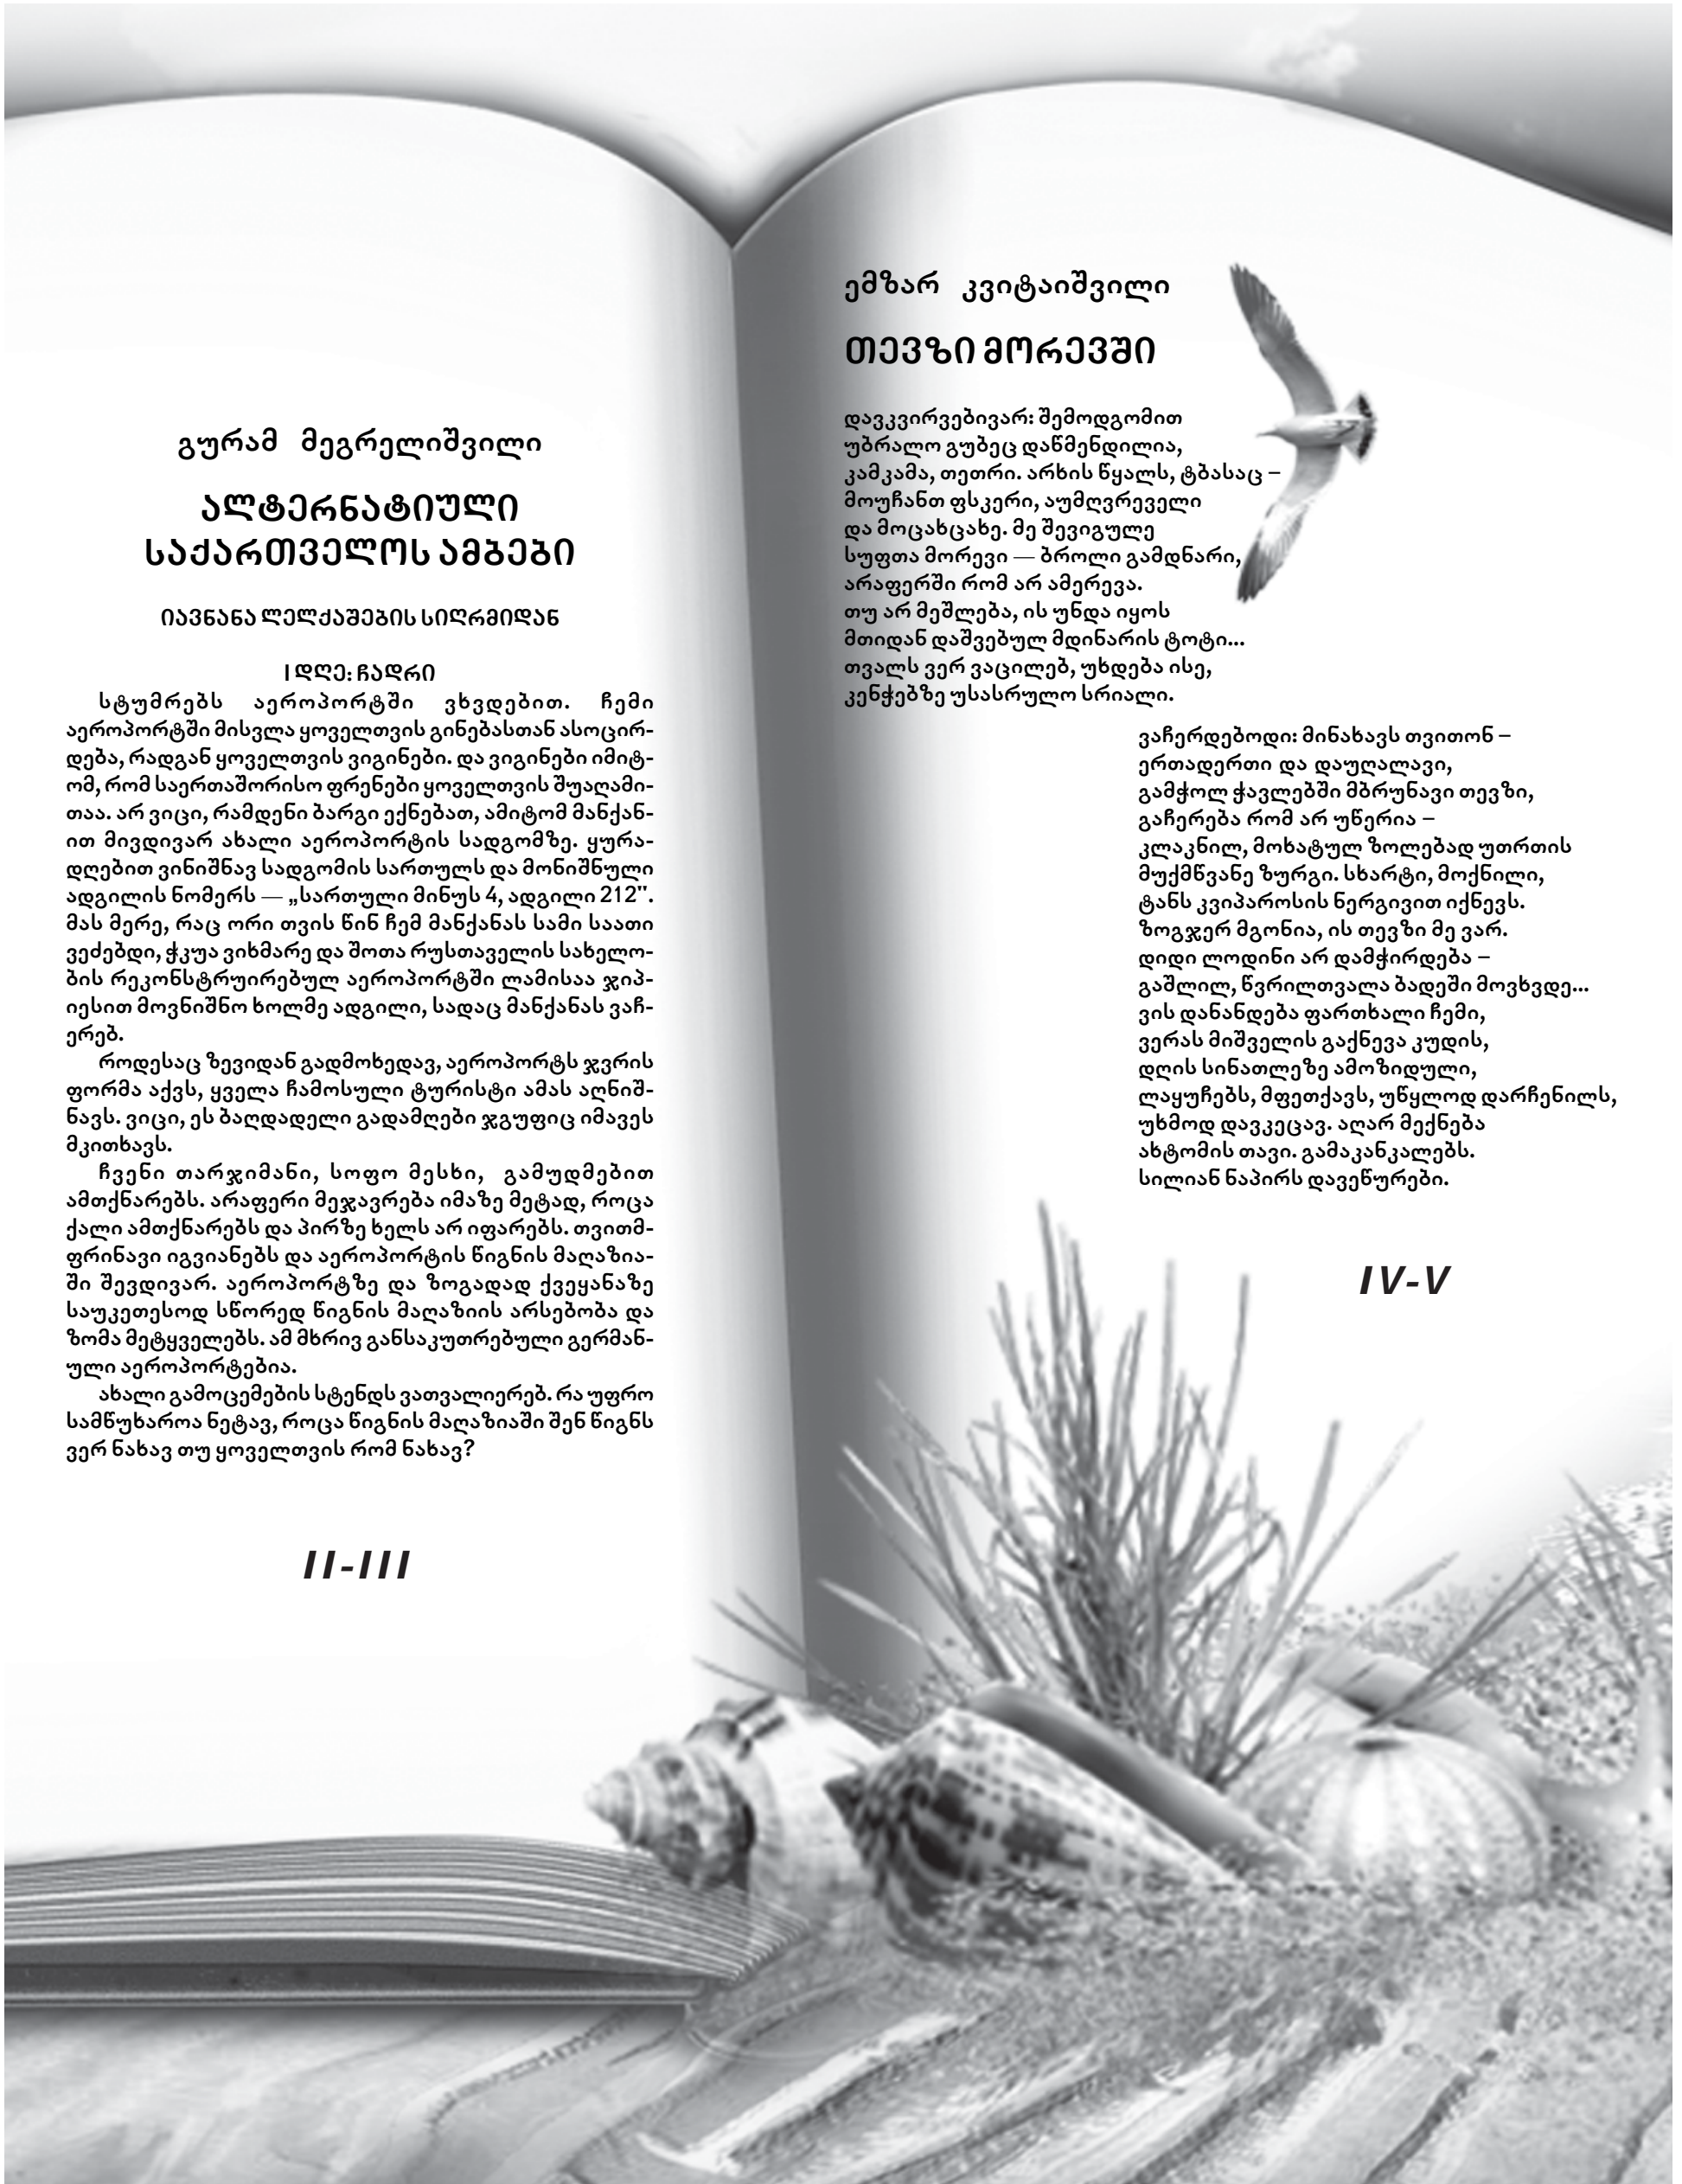 გურამ მეგრელიშვილი
ალტერნატიული
საქართველოს ამბები
იავნანა ლელქაშების სიღრმიდან
I დღე: ჩადრი
სტუმრებს აეროპორტში ვხვდებით. ჩემი
აეროპორტში მისვლა ყოველთვის გინებასთან ასოცირ-
დება, რადგან ყოველთვის ვიგინები. და ვიგინები იმიტ-
ომ, რომ საერთაშორისო ფრენები ყოველთვის შუაღამი-
თაა. არ ვიცი, რამდენი ბარგი ექნებათ, ამიტომ მანქან-
ით მივდივარ ახალი აეროპორტის სადგომზე. ყურა-
დღებით ვინიშნავ სადგომის სართულს და მონიშნული
ადგილის ნომერს — „სართული მინუს 4, ადგილი 212".
მას მერე, რაც ორი თვის წინ ჩემ მანქანას სამი საათი
ვეძებდი, ჭკუა ვიხმარე და შოთა რუსთაველის სახელო-
ბის რეკონსტრუირებულ აეროპორტში ლამისაა ჯიპ-
იესით მოვნიშნო ხოლმე ადგილი, სადაც მანქანას ვაჩ-
ერებ.
როდესაც ზევიდან გადმოხედავ, აეროპორტს ჯვრის
ფორმა აქვს, ყველა ჩამოსული ტურისტი ამას აღნიშ-
ნავს. ვიცი, ეს ბაღდადელი გადამღები ჯგუფიც იმავეს
მკითხავს.
ჩვენი თარჯიმანი, სოფო მესხი, გამუდმებით
ამთქნარებს. არაფერი მეჯავრება იმაზე მეტად, როცა
ქალი ამთქნარებს და პირზე ხელს არ იფარებს. თვითმ-
ფრინავი იგვიანებს და აეროპორტის წიგნის მაღაზია-
ში შევდივარ. აეროპორტზე და ზოგადად ქვეყანაზე
საუკეთესოდ სწორედ წიგნის მაღაზიის არსებობა და
ზომა მეტყველებს. ამ მხრივ განსაკუთრებული გერმან-
ული აეროპორტებია.
ახალი გამოცემების სტენდს ვათვალიერებ. რა უფრო
სამწუხაროა ნეტავ, როცა წიგნის მაღაზიაში შენ წიგნს
ვერ ნახავ თუ ყოველთვის რომ ნახავ?
II-III
ემზარ კვიტაიშვილი
თევზი მორევში
დავკვირვებივარ: შემოდგომით
უბრალო გუბეც დაწმენდილია,
კამკამა, თეთრი. არხის წყალს, ტბასაც –
მოუჩანთ ფსკერი, აუმღვრეველი
და მოცახცახე. მე შევიგულე
სუფთა მორევი — ბროლი გამდნარი,
არაფერში რომ არ ამერევა.
თუ არ მეშლება, ის უნდა იყოს
მთიდან დაშვებულ მდინარის ტოტი...
თვალს ვერ ვაცილებ, უხდება ისე,
კენჭებზე უსასრულო სრიალი.
ვაჩერდებოდი: მინახავს თვითონ –
ერთადერთი და დაუღალავი,
გამჭოლ ჭავლებში მბრუნავი თევზი,
გაჩერება რომ არ უწერია –
კლაკნილ, მოხატულ ზოლებად უთრთის
მუქმწვანე ზურგი. სხარტი, მოქნილი,
ტანს კვიპაროსის ნერგივით იქნევს.
ზოგჯერ მგონია, ის თევზი მე ვარ.
დიდი ლოდინი არ დამჭირდება –
გაშლილ, წვრილთვალა ბადეში მოვხვდე...
ვის დანანდება ფართხალი ჩემი,
ვერას მიშველის გაქნევა კუდის,
დღის სინათლეზე ამოზიდული,
ლაყუჩებს, მფეთქავს, უწყლოდ დარჩენილს,
უხმოდ დავკეცავ. აღარ მექნება
ახტომის თავი. გამაკანკალებს.
სილიან ნაპირს დავეწურები.
IV-V